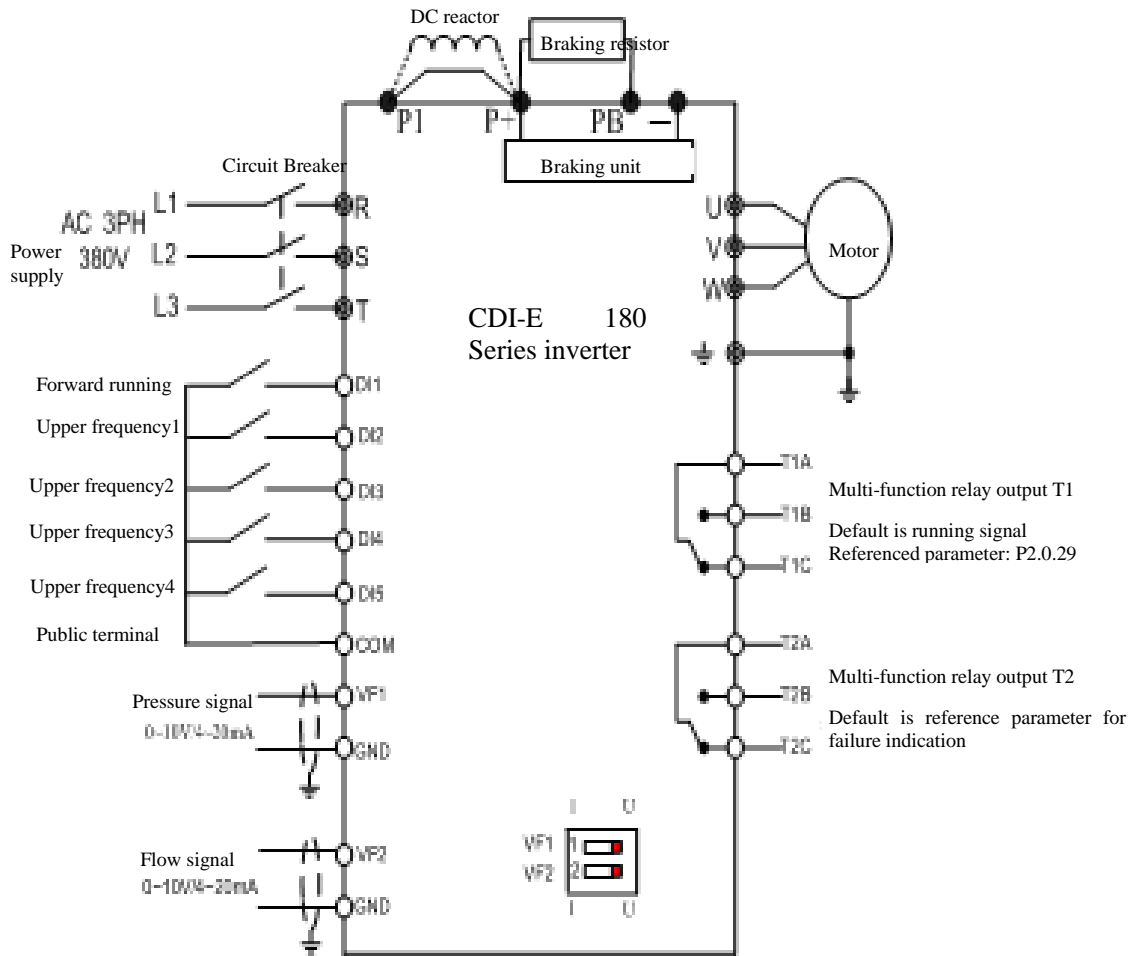 DC reactor
Braking resistor
P1 P+ PB −
Braking unit
Circuit Breaker
L1
R
AC 3PH
380V
Power
supply
L2
S
L3
T
U
V
W
Motor
CDI-E 180
Series inverter
Forward running
DI1
Upper frequency1
DI2
Upper frequency2
DI3
Upper frequency3
DI4
Upper frequency4
DI5
Public terminal
COM
Pressure signal
0~10V/4~20mA
VF1
GND
Flow signal
0~10V/4~20mA
VF2
GND
T1A
T1B
T1C
Multi-function relay output T1
Default is running signal
Referenced parameter: P2.0.29
T2A
T2B
T2C
Multi-function relay output T2
Default is reference parameter for
failure indication
I U
VF1 1
VF2 2
I U